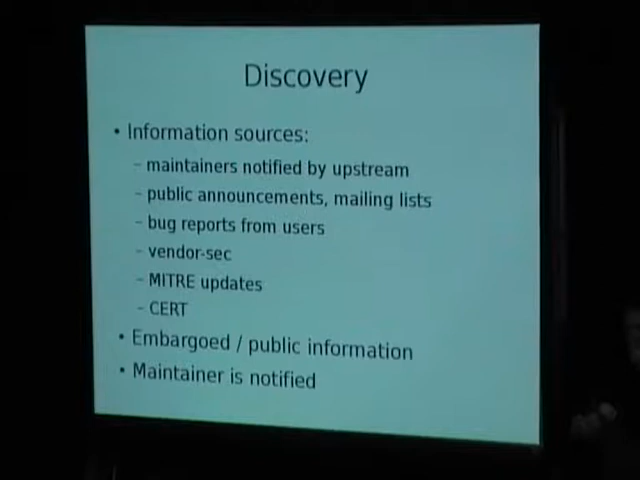 Discovery
• Information sources:
– maintainers notified by upstream
– public announcements, mailing lists
– bug reports from users
– vendor-sec
– MITRE updates
– CERT
• Embargoed / public information
• Maintainer is notified